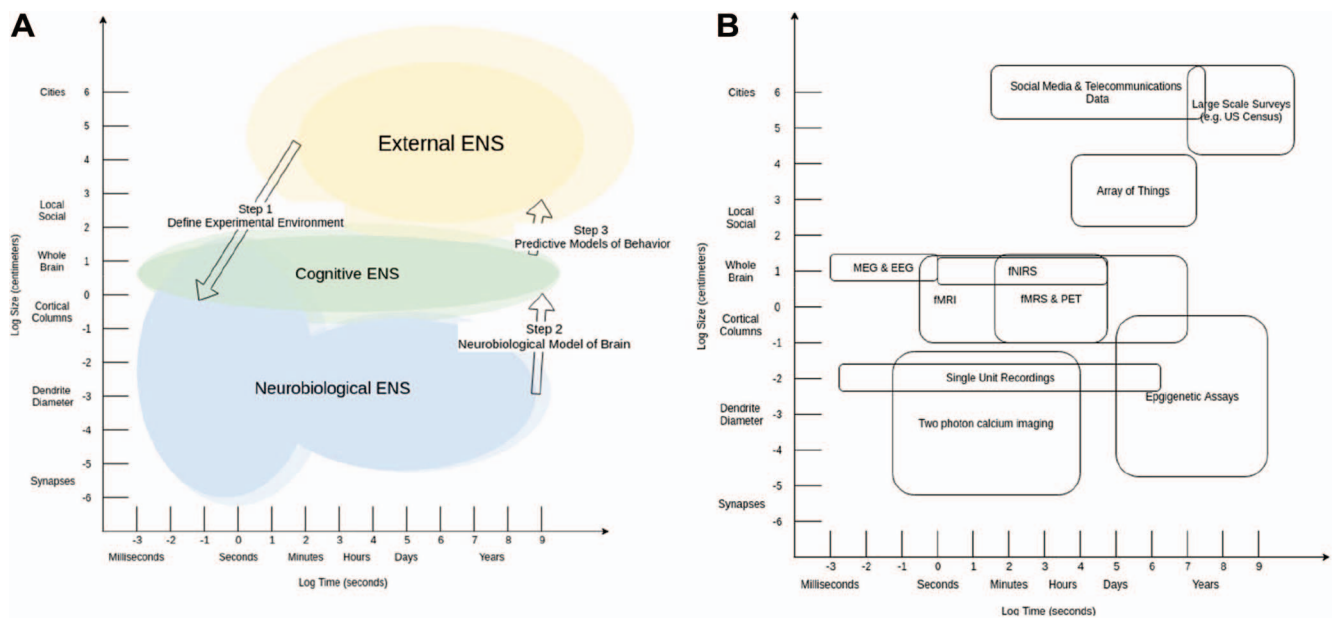 A
Log Size (centimeters)
Cities
6
5
4
3
Local
Social
2
Whole
Brain
1
0
Cortical
Columns
-1
-2
Dendrite
Diameter
-3
-4
-5
Synapses
-6
External ENS
Step 1
Define Experimental Environment
Step 3
Predictive Models of Behavior
Cognitive ENS
Step 2
Neurobiological Model of Brain
Neurobiological ENS
-3 -2 -1 0 1 2 3 4 5 6 7 8 9
Milliseconds Seconds Minutes Hours Days Years
Log Time (seconds)
B
Log Size (centimeters)
Cities
6
5
4
3
Local
Social
2
Whole
Brain
1
0
Cortical
Columns
-1
-2
Dendrite
Diameter
-3
-4
-5
Synapses
-6
Social Media & Telecommunications
Data
Large Scale Surveys
(e.g. US Census)
Array of Things
MEG & EEG
fNIRS
fMRI
fMRS & PET
Single Unit Recordings
Epgigenetic Assays
Two photon calcium imaging
-3 -2 -1 0 1 2 3 4 5 6 7 8 9
Milliseconds Seconds Minutes Hours Days Years
Log Time (seconds)